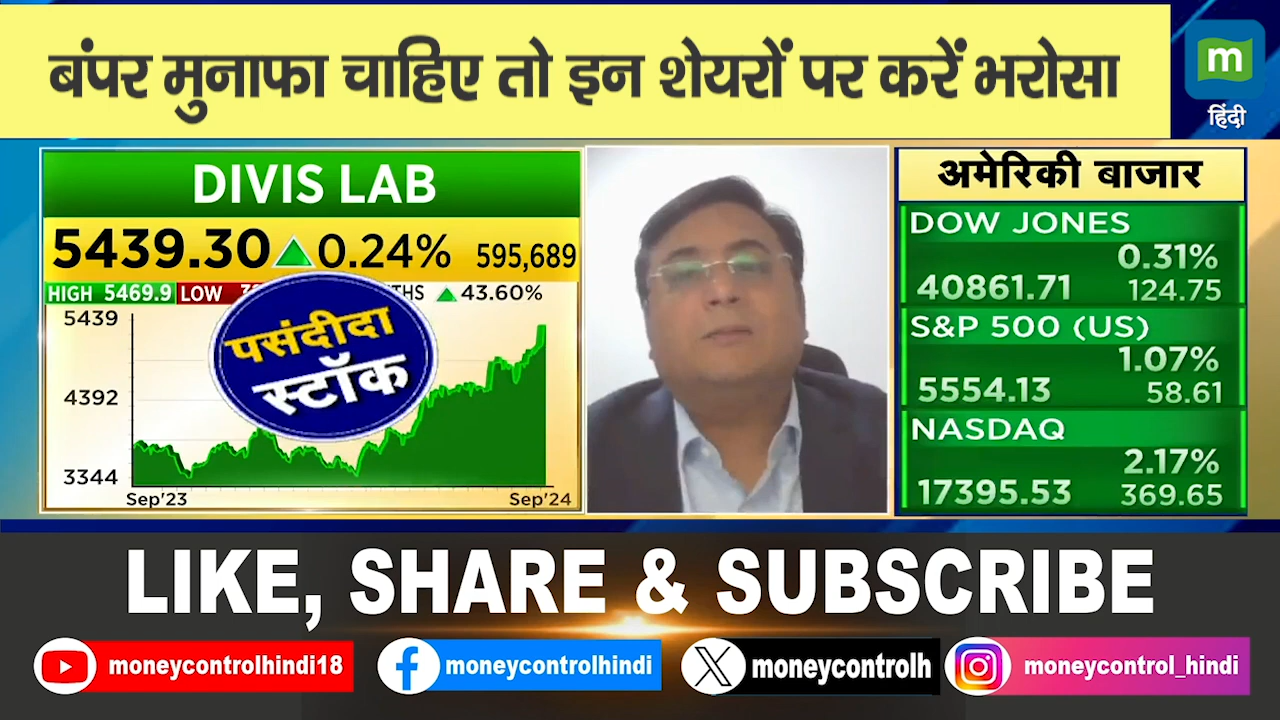 बंपर मुनाफा चाहिए तो इन शेयरों पर करें भरोसा
m
हिंदी
DIVIS LAB
5439.30 0.24% 595,689
HIGH 5469.9 LOW 43.60%
पसंदीदा
स्टॉक
5439
4392
3344
Sep'23 Sep'24
अमेरिकी बाजार
DOW JONES
0.31%
40861.71 124.75
S&P 500 (US)
1.07%
5554.13 58.61
NASDAQ
2.17%
17395.53 369.65
LIKE, SHARE & SUBSCRIBE
moneycontrolhindi18 moneycontrolhindi moneycontrolh moneycontrol_hindi